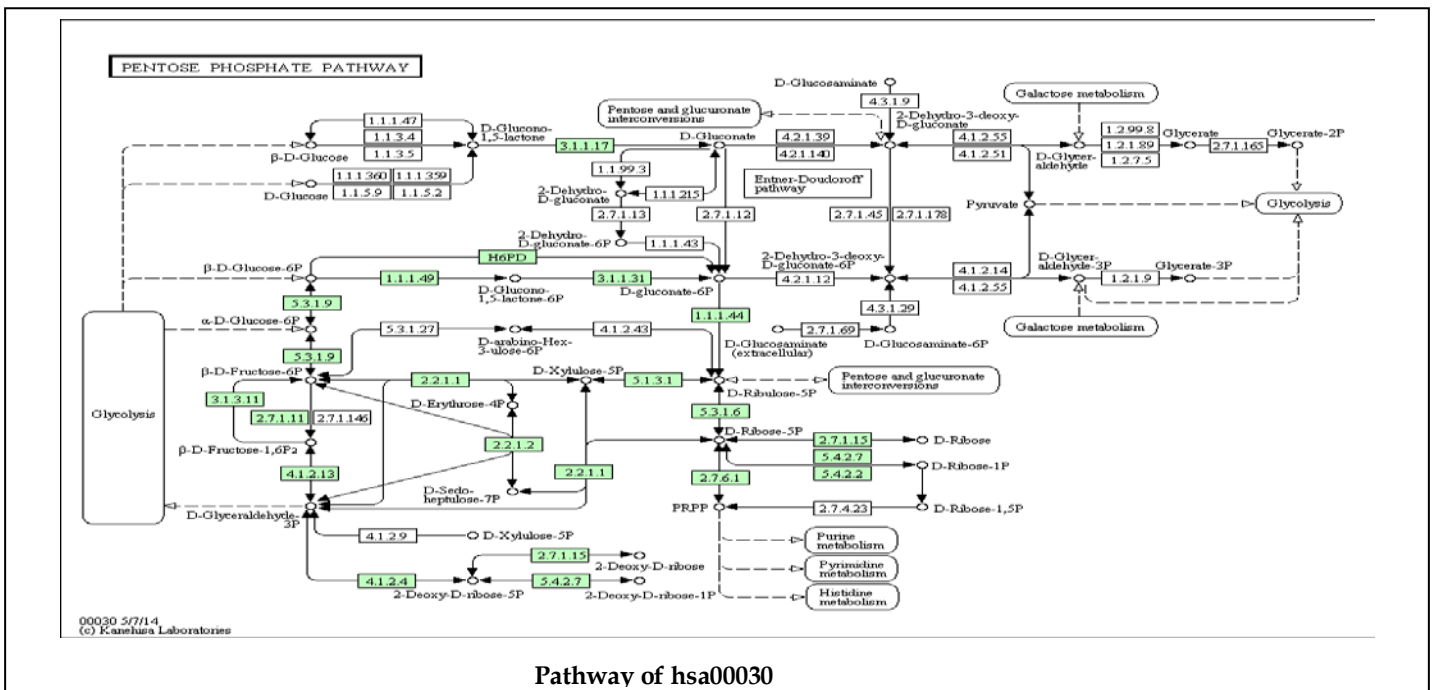 PENTOSE PHOSPHATE PATHWAY
D-Glucosaminate
4.3.1.9
Galactose metabolism
Pentose and glucuronate
interconversions
1.1.1.47
1.1.3.4
1.1.3.5
β-D-Glucose
D-Glucono-
1,5-lactone
3.1.1.17
D-Gluconate
4.2.1.39
4.2.1.140
2-Dehydro-3-deoxy-
D-gluconate
4.1.2.55
4.1.2.51
D-Glycer-
aldehyde
1.2.99.8
1.2.1.89
1.2.7.5
Glycerate
2.7.1.165
Glycerate-2P
1.1.1.360
1.1.1.359
1.1.5.9
1.1.5.2
D-Glucose
1.1.99.3
2-Dehydro-
D-gluconate
1.1.1.215
Entner-Doudoroff
pathway
2.7.1.13
2.7.1.12
2.7.1.45
2.7.1.178
Pyruvate
Glycolysis
2-Dehydro-
D-gluconate-6P
1.1.1.43
β-D-Glucose-6P
H6PD
1.1.1.49
D-Glucono-
1,5-lactone-6P
3.1.1.31
D-gluconate-6P
2-Dehydro-3-deoxy-
D-gluconate-6P
4.2.1.12
4.1.2.14
4.1.2.55
D-Glycer-
aldehyde-3P
1.2.1.9
Glycerate-3P
5.3.1.9
1.1.1.44
4.3.1.29
α-D-Glucose-6P
5.3.1.27
D-arabino-Hex-
3-ulose-6P
4.1.2.43
D-Glucosaminate
(extracellular)
2.7.1.69
D-Glucosaminate-6P
Galactose metabolism
5.3.1.9
β-D-Fructose-6P
2.2.1.1
D-Xylulose-5P
5.1.3.1
D-Ribulose-5P
Pentose and glucuronate
interconversions
Glycolysis
3.1.3.11
2.7.1.11
2.7.1.146
D-Erythrose-4P
5.3.1.6
β-D-Fructose-1,6P2
2.2.1.2
D-Ribose-5P
2.7.1.15
D-Ribose
5.4.2.7
5.4.2.2
D-Ribose-1P
4.1.2.13
D-Sedo-
heptulose-7P
2.2.1.1
2.7.6.1
D-Glyceraldehyde-
3P
PRPP
2.7.4.23
D-Ribose-1,5P
4.1.2.9
D-Xylulose-5P
Purine
metabolism
2.7.1.15
2-Deoxy-D-ribose
Pyrimidine
metabolism
4.1.2.4
2-Deoxy-D-ribose-5P
5.4.2.7
2-Deoxy-D-ribose-1P
Histidine
metabolism
00030 5/7/14
(c) Kanehisa Laboratories
Pathway of hsa00030